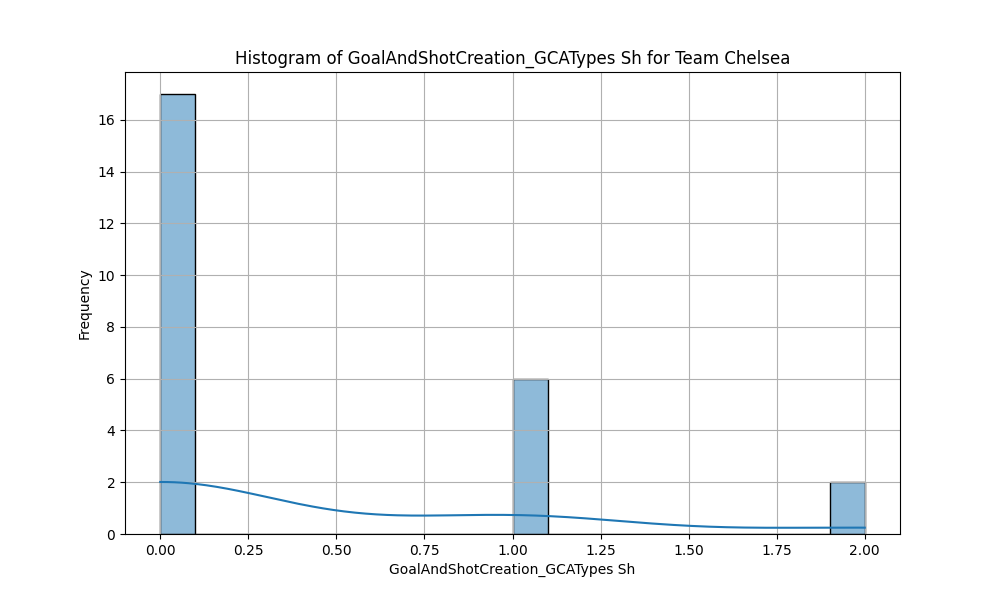 Histogram of GoalAndShotCreation_GCATypes Sh for Team Chelsea
16
14
12
10
8
6
4
2
0
Frequency
0.00 0.25 0.50 0.75 1.00 1.25 1.50 1.75 2.00
GoalAndShotCreation_GCATypes Sh